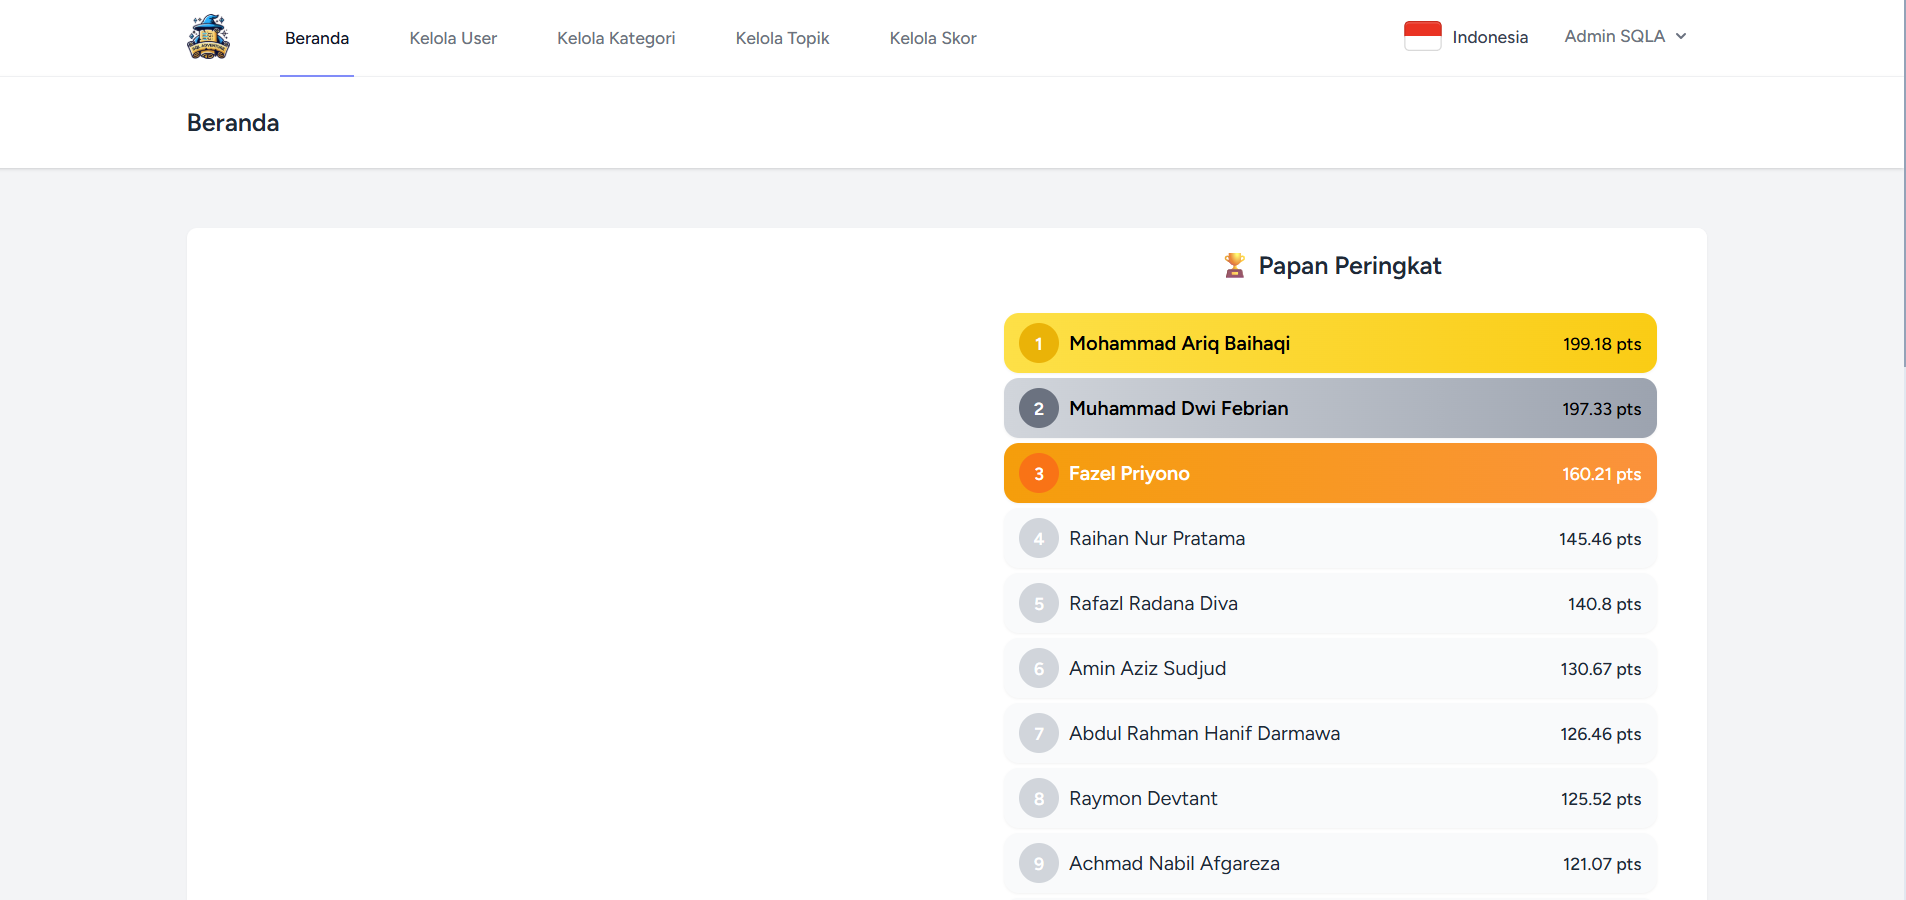 Beranda Kelola User Kelola Kategori Kelola Topik Kelola Skor Indonesia Admin SQLA
Beranda
Papan Peringkat
1 Mohammad Ariq Baihaqi 199.18 pts
2 Muhammad Dwi Febrian 197.33 pts
3 Fazel Priyono 160.21 pts
4 Raihan Nur Pratama 145.46 pts
5 Rafazl Radana Diva 140.8 pts
6 Amin Aziz Sudjud 130.67 pts
7 Abdul Rahman Hanif Darmawa 126.46 pts
8 Raymon Devtant 125.52 pts
9 Achmad Nabil Afgareza 121.07 pts